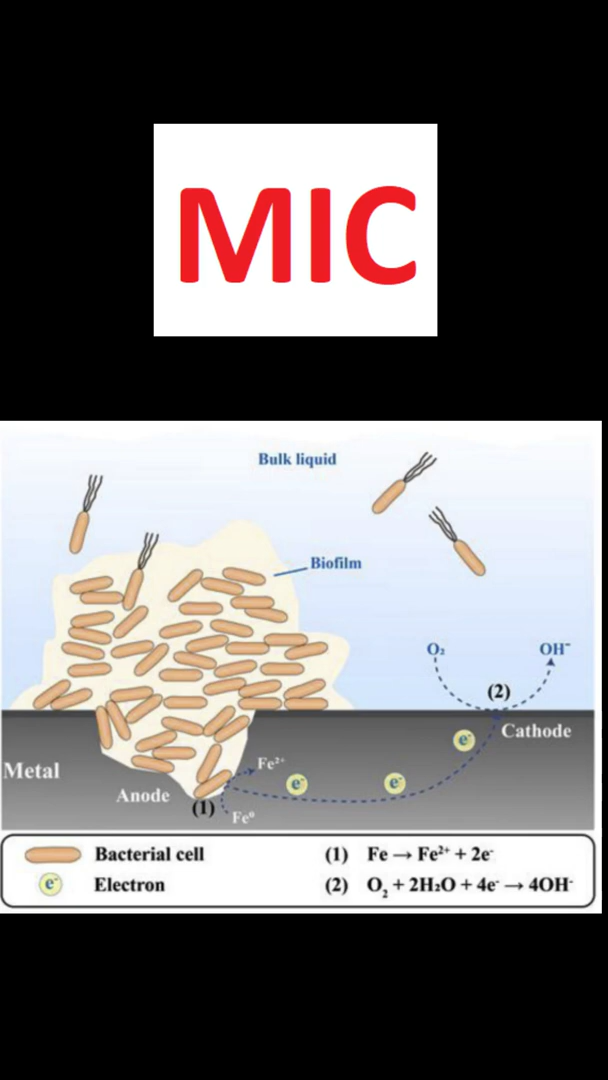 MIC
Bulk liquid
Biofilm
O₂ OH⁻
(2)
Cathode
e⁻
Metal
Fe²⁺
e⁻ e⁻
Anode
(1) Fe⁰
Bacterial cell (1) Fe → Fe²⁺ + 2e⁻
e⁻ Electron (2) O₂ + 2H₂O + 4e⁻ → 4OH⁻